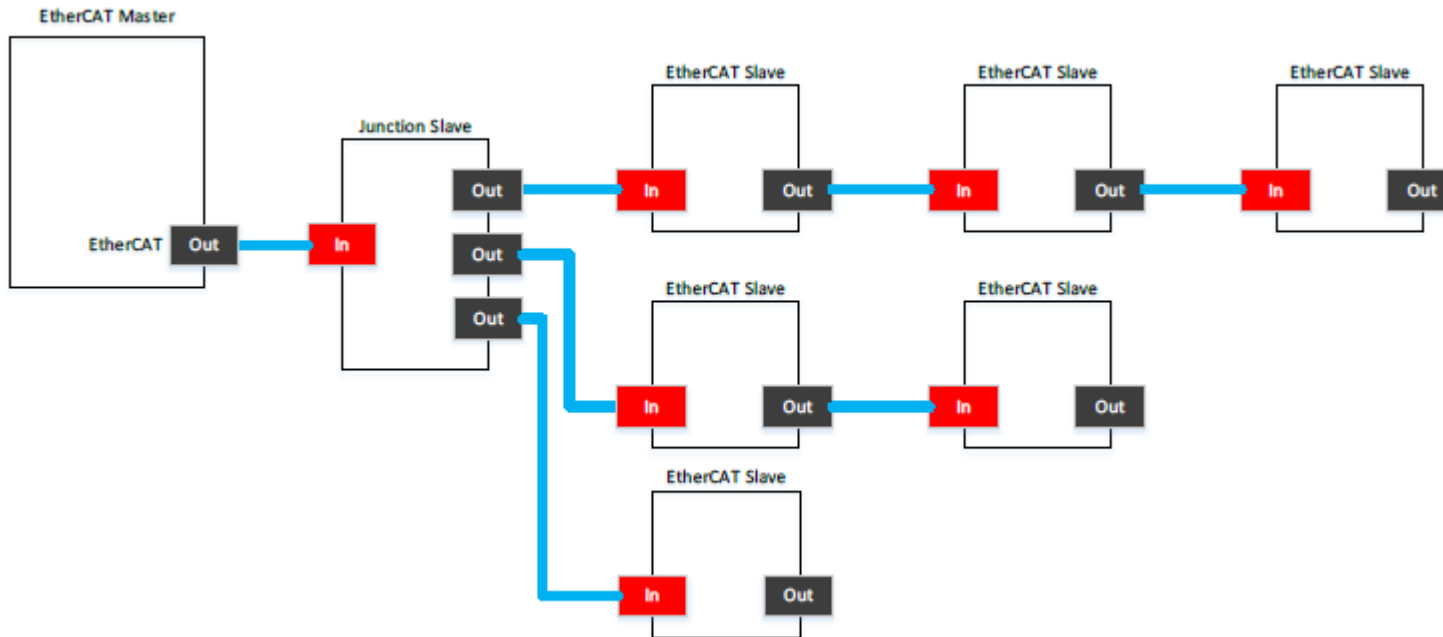 EtherCAT Master
EtherCAT Slave EtherCAT Slave EtherCAT Slave
Junction Slave
Out In Out In Out In Out
EtherCAT Out In Out
EtherCAT Slave EtherCAT Slave
Out
In Out In Out
EtherCAT Slave
In Out